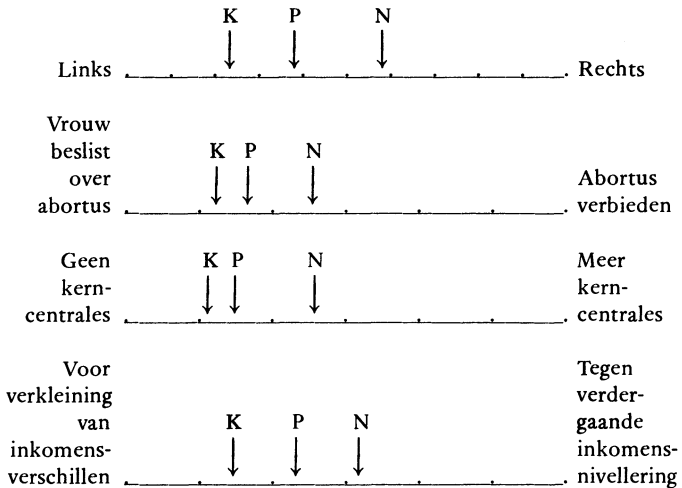 K P N
Links Rechts
Vrouw
beslist
over
abortus
K P N
Abortus
verbieden
Geen
kern-
centrales
K P N
Meer
kern-
centrales
Voor
verkleining
van
inkomens-
verschillen
K P N
Tegen
verder-
gaande
inkomens-
nivellering